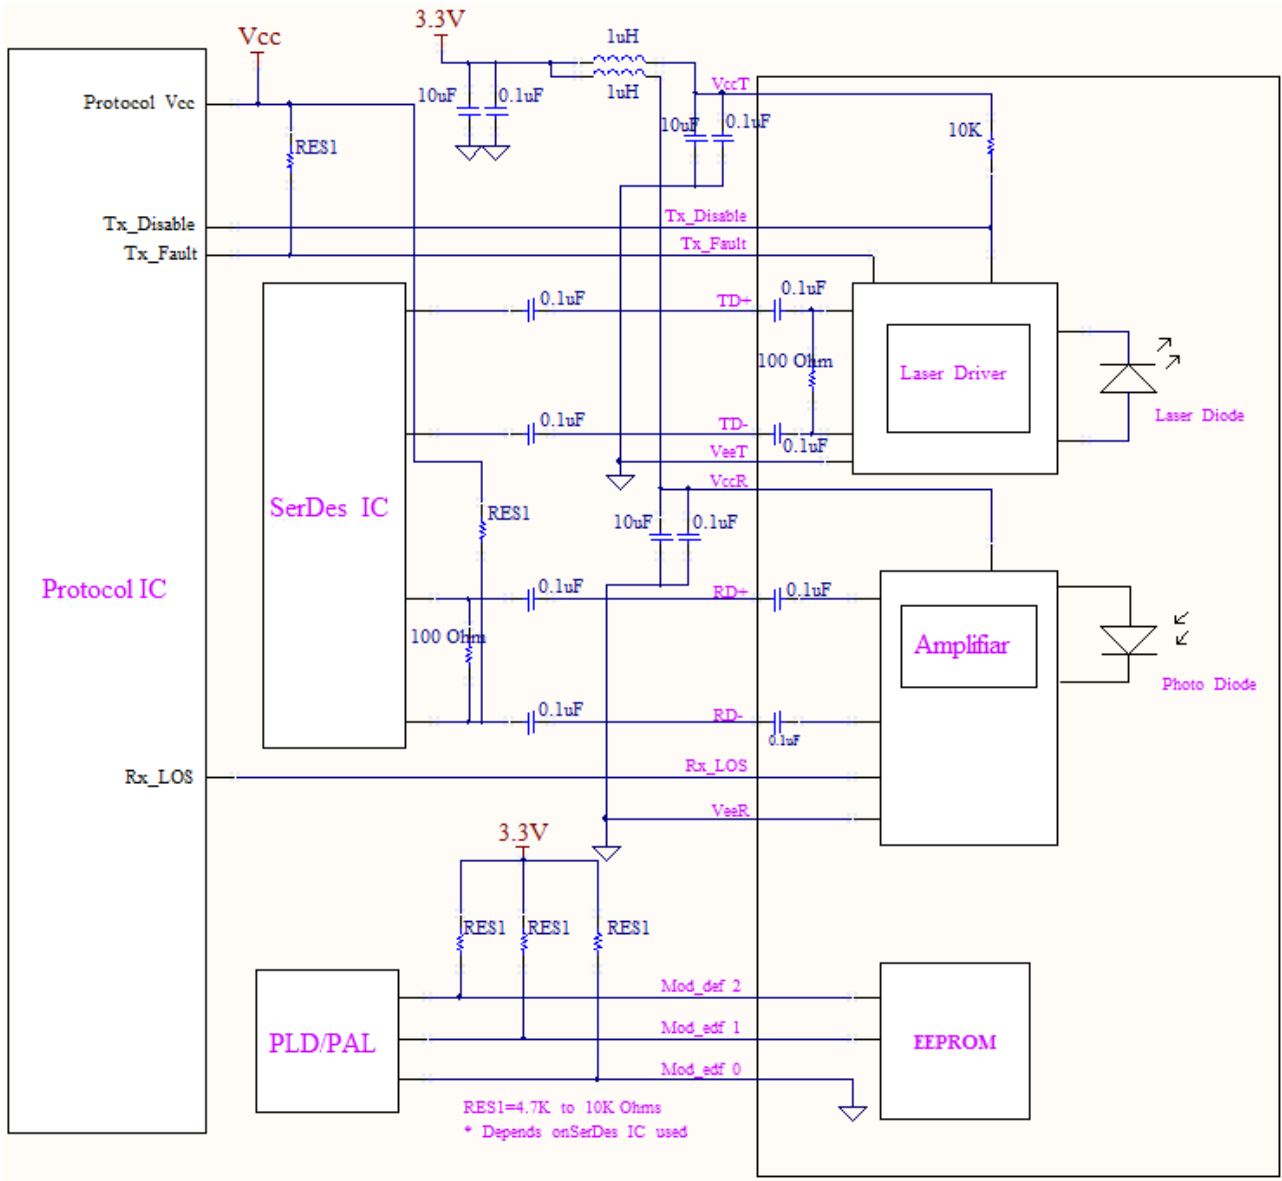 3.3V
Vcc
1uH
1uH
VccT
Protocol Vcc
10uF
0.1uF
10uF
0.1uF
10K
RES1
Tx_Disable
Tx_Disable
Tx_Fault
Tx_Fault
0.1uF
TD+
0.1uF
100 Ohm
Laser Driver
Laser Diode
0.1uF
TD-
0.1uF
VeeT
VccR
SerDes IC
RES1
10uF
0.1uF
Protocol IC
0.1uF
RD+
0.1uF
100 Ohm
Amplifiar
Photo Diode
0.1uF
RD-
0.1uF
Rx_LOS
Rx_LOS
VeeR
3.3V
RES1
RES1
RES1
Mod_def 2
PLD/PAL
Mod_edf 1
EEPROM
Mod_edf 0
RES1=4.7K to 10K Ohms
* Depends onSerDes IC used